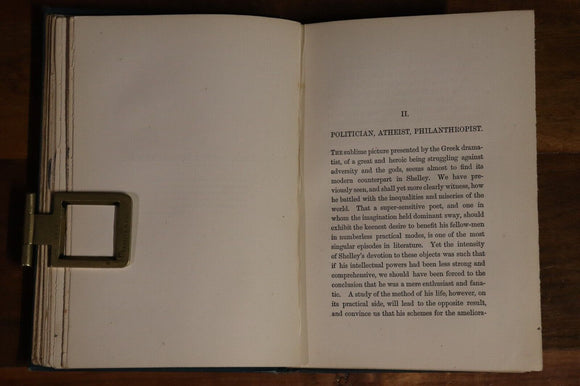 II.
POLITICIAN, ATHEIST, PHILANTHROPIST.
THE sublime picture presented by the Greek drama-
tist, of a great and heroic being struggling against
adversity and the gods, seems almost to find its
modern counterpart in Shelley. We have pre-
viously seen, and shall yet more clearly witness, how
he battled with the inequalities and miseries of the
world. That a super-sensitive poet, and one in
whom the imagination held dominant sway, should
exhibit the keenest desire to benefit his fellow-men
in numberless practical modes, is one of the most
singular episodes in literature. Yet the intensity
of Shelley's devotion to these objects was such that
if his intellectual powers had been less strong and
comprehensive, we should have been forced to the
conclusion that he was a mere enthusiast and fana-
tic. A study of the method of his life, however, on
its practical side, will lead to the opposite result,
and convince us that his schemes for the ameliora-